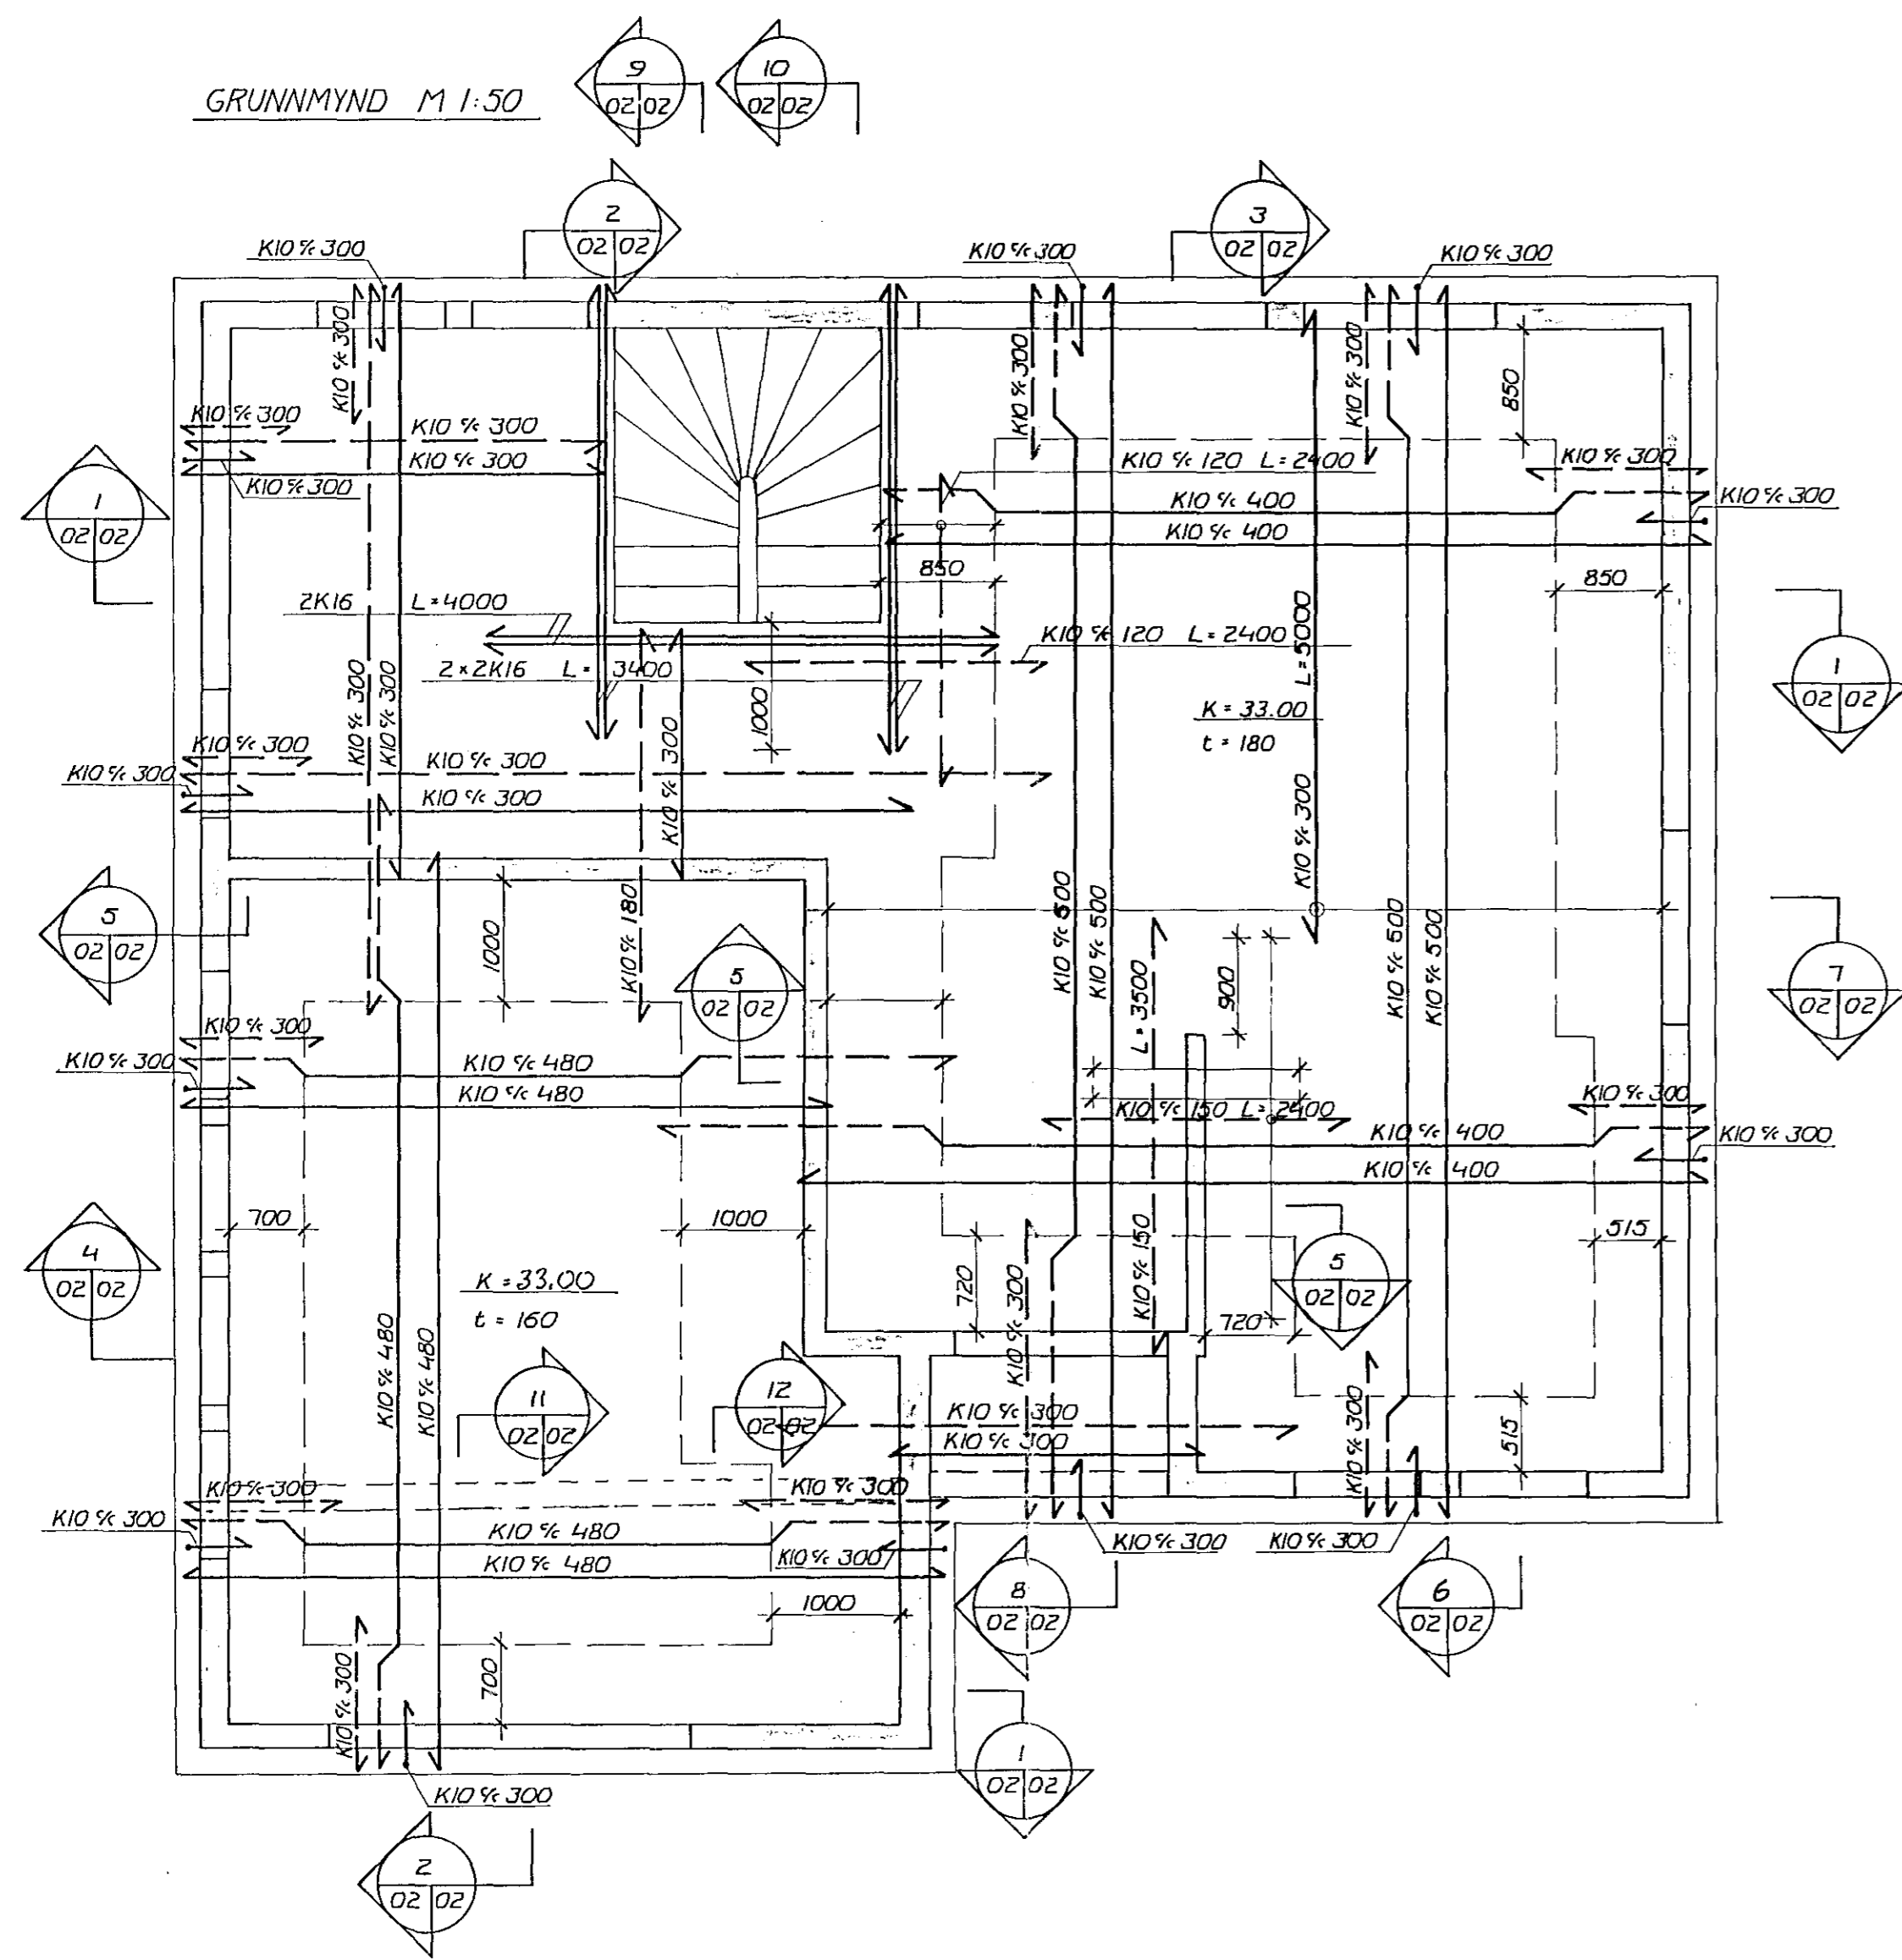 GRUNNMYND M 1:50
9
02 02
10
02 02
2
02 02
3
02 02
K10 c/c 300
K10 c/c 300
K10 c/c 300
K10 c/c 300
K10 c/c 300
K10 c/c 300
850
K10 c/c 300
K10 c/c 300
K10 c/c 300
K10 c/c 300
K10 c/c 120 L=2400
K10 c/c 300
K10 c/c 400
K10 c/c 300
K10 c/c 400
1
02 02
850
850
2K16 L=4000
K10 c/c 120 L=2400
L=5000
2x2K16 L=3400
1000
K10 c/c 300
K10 c/c 300
1
02 02
K=33.00
t=180
K10 c/c 300
K10 c/c 300
K10 c/c 300
K10 c/c 300
K10 c/c 300
K10 c/c 300
5
02 02
1000
K10 c/c 180
5
02 02
K10 c/c 500
K10 c/c 500
L=3500
900
K10 c/c 500
K10 c/c 500
7
02 02
K10 c/c 300
K10 c/c 300
K10 c/c 480
K10 c/c 480
K10 c/c 300
K10 c/c 150 L=2400
K10 c/c 400
K10 c/c 300
K10 c/c 400
700
1000
K10 c/c 150
515
4
02 02
K=33.00
t=160
720
K10 c/c 300
720
5
02 02
K10 c/c 480
K10 c/c 480
11
02 02
12
02 02
K10 c/c 300
K10 c/c 300
K10 c/c 300
515
K10 c/c 300
K10 c/c 300
K10 c/c 300
K10 c/c 480
K10 c/c 300
K10 c/c 480
K10 c/c 300
K10 c/c 300
1000
8
02 02
6
02 02
K10 c/c 300
700
1
02 02
K10 c/c 300
2
02 02